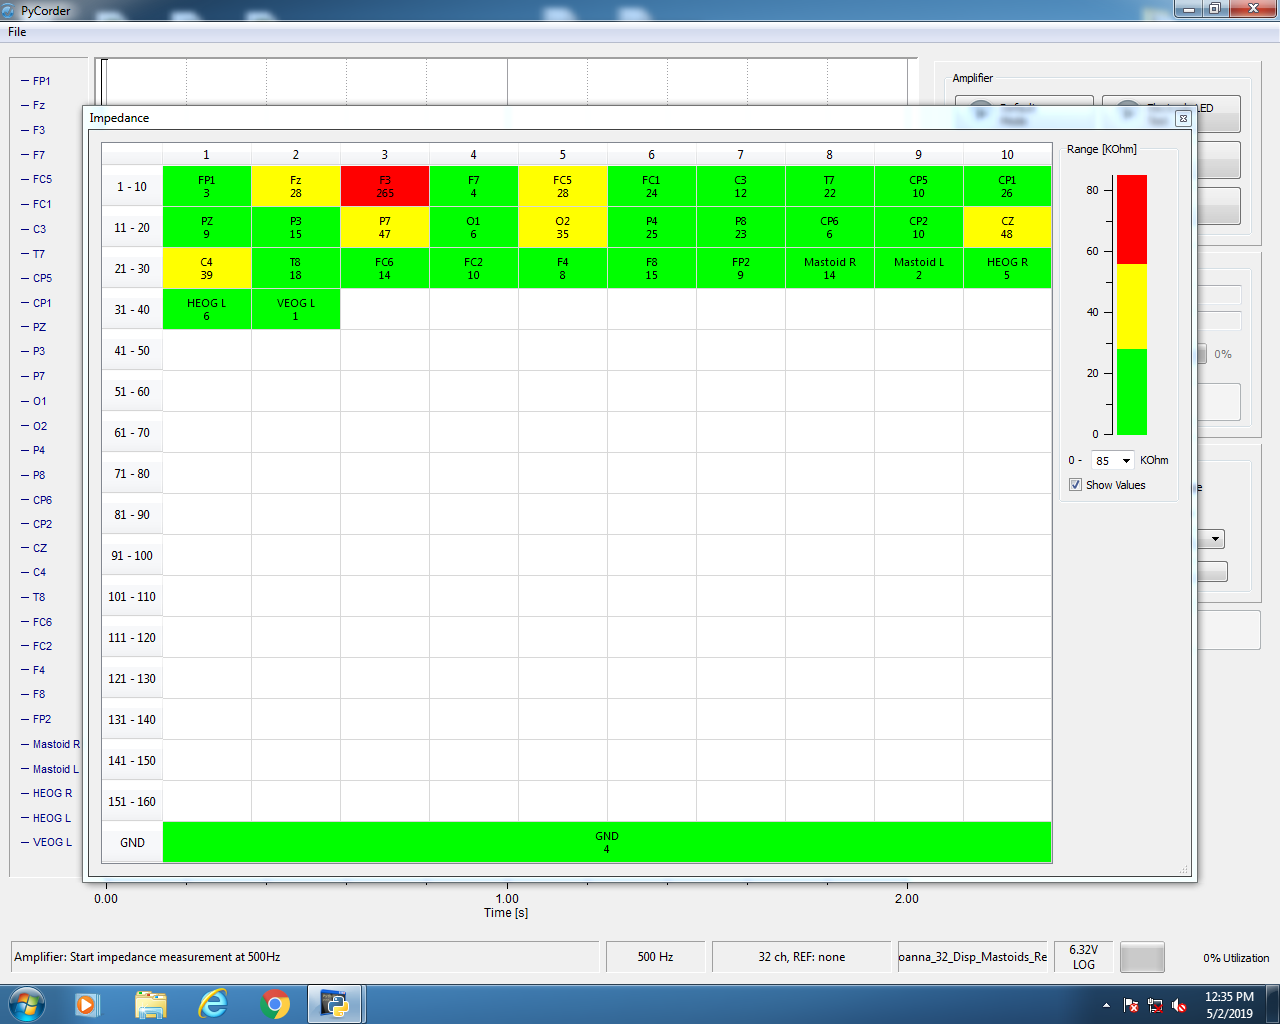 PyCorder
File
Amplifier
FP1
Fz
F3
F7
FC5
FC1
C3
T7
CP5
CP1
PZ
P3
P7
O1
O2
P4
P8
CP6
CP2
CZ
C4
T8
FC6
FC2
F4
F8
FP2
Mastoid R
Mastoid L
HEOG R
HEOG L
VEOG L
Impedance
1 2 3 4 5 6 7 8 9 10
1 - 10 FP1 Fz F3 F7 FC5 FC1 C3 T7 CP5 CP1
3 28 265 4 28 24 12 22 10 26
11 - 20 PZ P3 P7 O1 O2 P4 P8 CP6 CP2 CZ
9 15 47 6 35 25 23 6 10 48
21 - 30 C4 T8 FC6 FC2 F4 F8 FP2 Mastoid R Mastoid L HEOG R
39 18 14 10 8 15 9 14 2 5
31 - 40 HEOG L VEOG L
6 1
41 - 50
51 - 60
61 - 70
71 - 80
81 - 90
91 - 100
101 - 110
111 - 120
121 - 130
131 - 140
141 - 150
151 - 160
GND GND
4
Range [KOhm]
80
60
40
20
0
0 - 85 KOhm
Show Values
0%
0.00 1.00 2.00
Time [s]
Amplifier: Start impedance measurement at 500Hz
500 Hz
32 ch, REF: none
oanna_32_Disp_Mastoids_Re
6.32V
LOG
0% Utilization
12:35 PM
5/2/2019